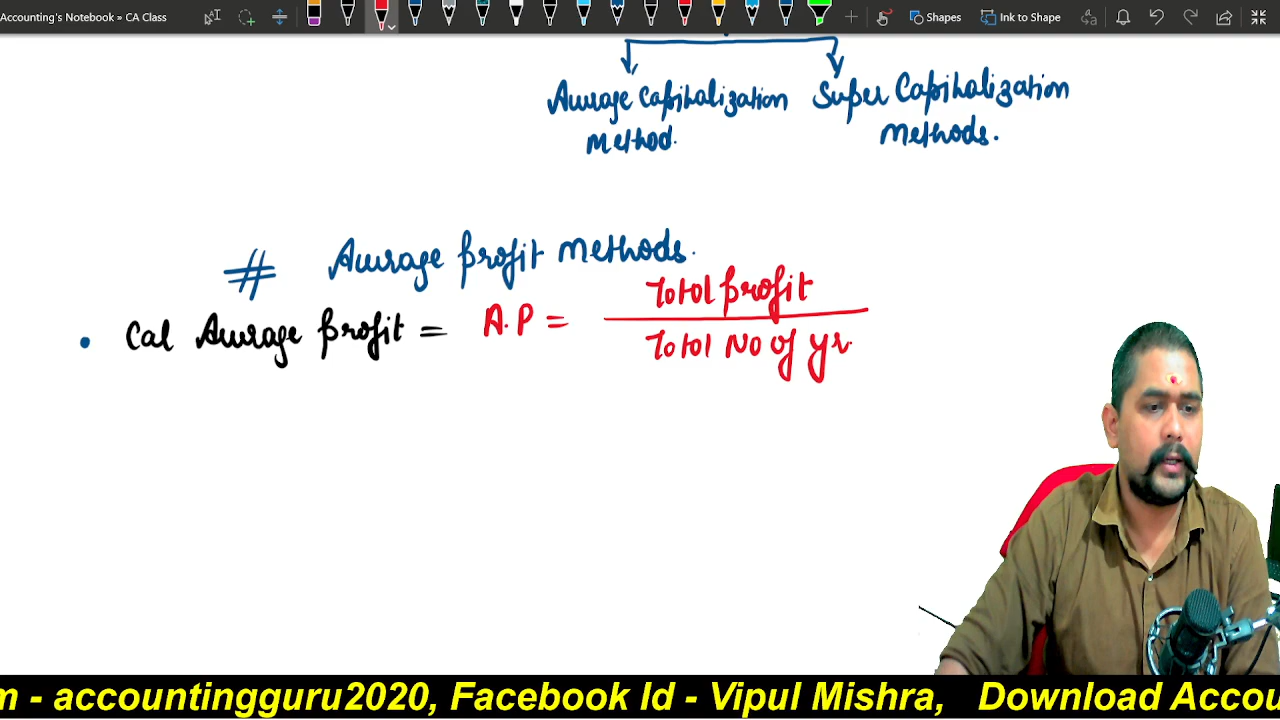 Accounting's Notebook » CA Class
Shapes
Ink to Shape
Average Capitalization Method.
Super Capitalization Methods.
# Average profit methods.
• Cal Average profit = A.P = Total profit
Total No of yr.
m - accountingguru2020, Facebook Id - Vipul Mishra, Download Accou